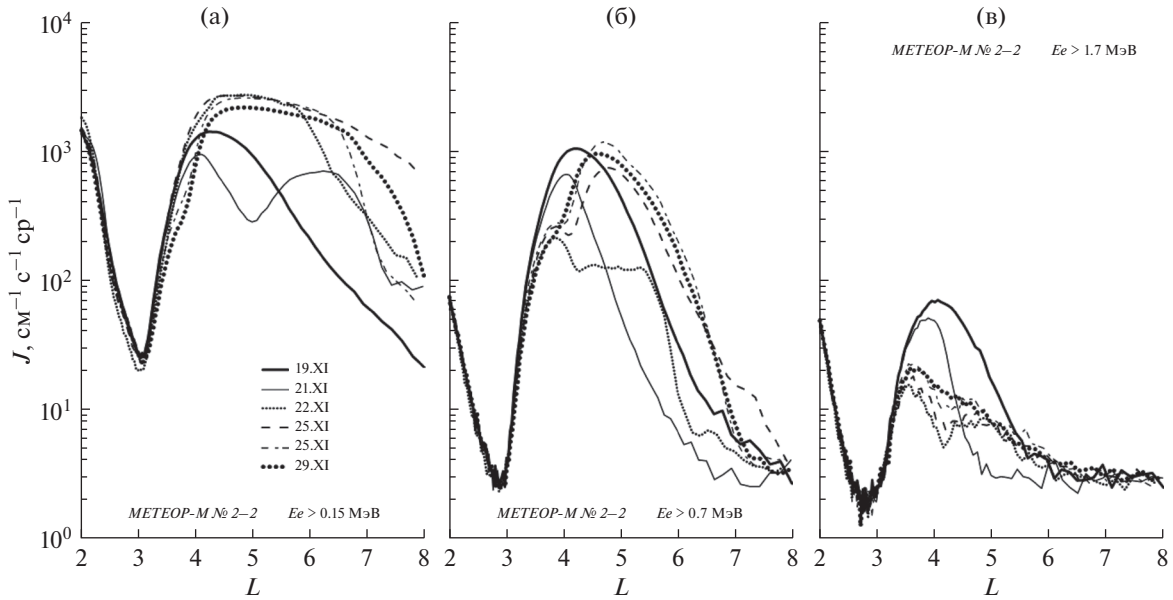 (а)
(б)
(в)
J, см⁻¹ с⁻¹ ср⁻¹
10⁴
10³
10²
10¹
10⁰
19.XI
21.XI
22.XI
25.XI
25.XI
29.XI
МЕТЕОР-М № 2–2 Ee > 0.15 МэВ
МЕТЕОР-М № 2–2 Ee > 0.7 МэВ
МЕТЕОР-М № 2–2 Ee > 1.7 МэВ
2 3 4 5 6 7 8
2 3 4 5 6 7 8
2 3 4 5 6 7 8
L
L
L